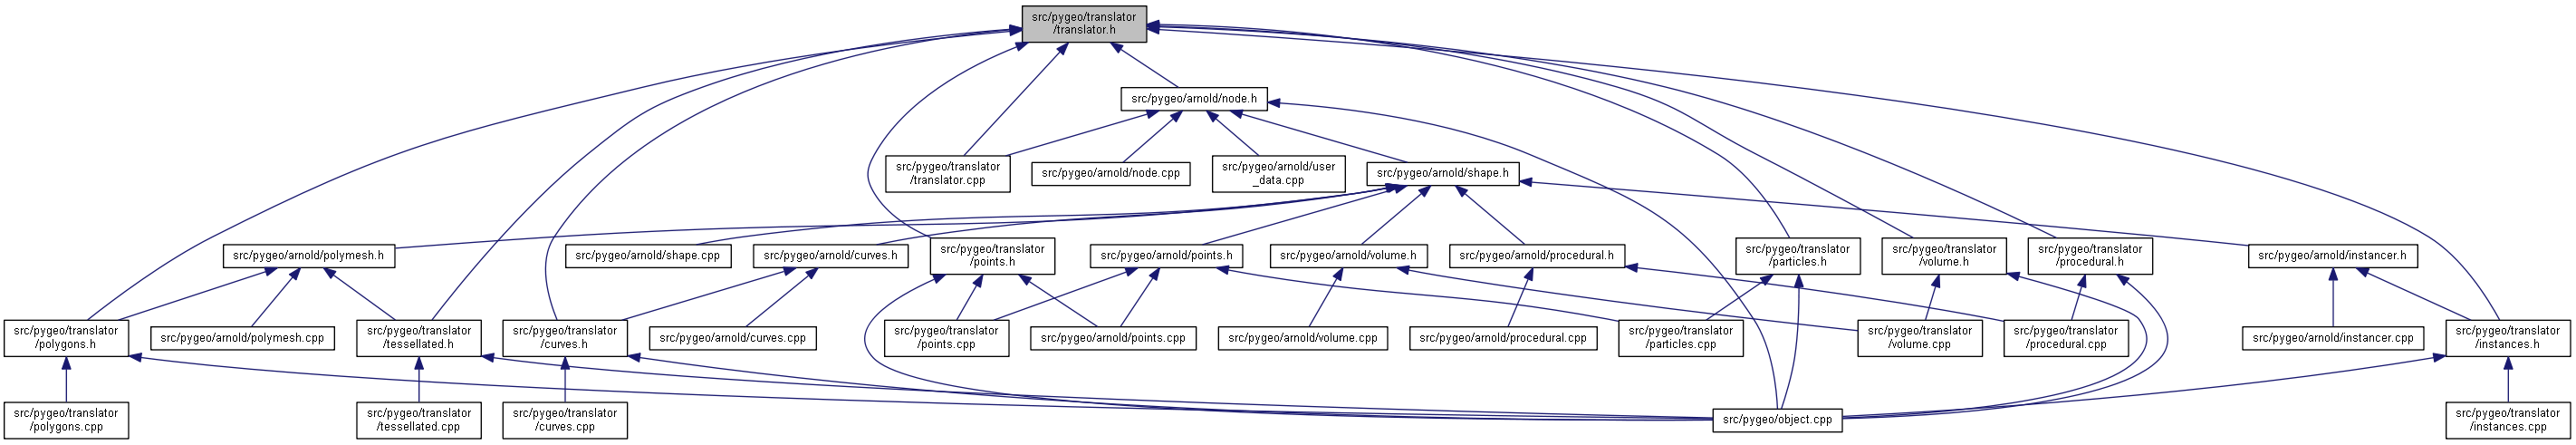 src/pygeo/translator
/translator.h
src/pygeo/arnold/node.h
src/pygeo/translator
/translator.cpp
src/pygeo/arnold/node.cpp
src/pygeo/arnold/user
_data.cpp
src/pygeo/arnold/shape.h
src/pygeo/arnold/polymesh.h
src/pygeo/arnold/shape.cpp
src/pygeo/arnold/curves.h
src/pygeo/translator
/points.h
src/pygeo/arnold/points.h
src/pygeo/arnold/volume.h
src/pygeo/arnold/procedural.h
src/pygeo/translator
/particles.h
src/pygeo/translator
/volume.h
src/pygeo/translator
/procedural.h
src/pygeo/arnold/instancer.h
src/pygeo/translator
/polygons.h
src/pygeo/arnold/polymesh.cpp
src/pygeo/translator
/tessellated.h
src/pygeo/translator
/curves.h
src/pygeo/arnold/curves.cpp
src/pygeo/translator
/points.cpp
src/pygeo/arnold/points.cpp
src/pygeo/arnold/volume.cpp
src/pygeo/arnold/procedural.cpp
src/pygeo/translator
/particles.cpp
src/pygeo/translator
/volume.cpp
src/pygeo/translator
/procedural.cpp
src/pygeo/arnold/instancer.cpp
src/pygeo/translator
/instances.h
src/pygeo/translator
/polygons.cpp
src/pygeo/translator
/tessellated.cpp
src/pygeo/translator
/curves.cpp
src/pygeo/object.cpp
src/pygeo/translator
/instances.cpp